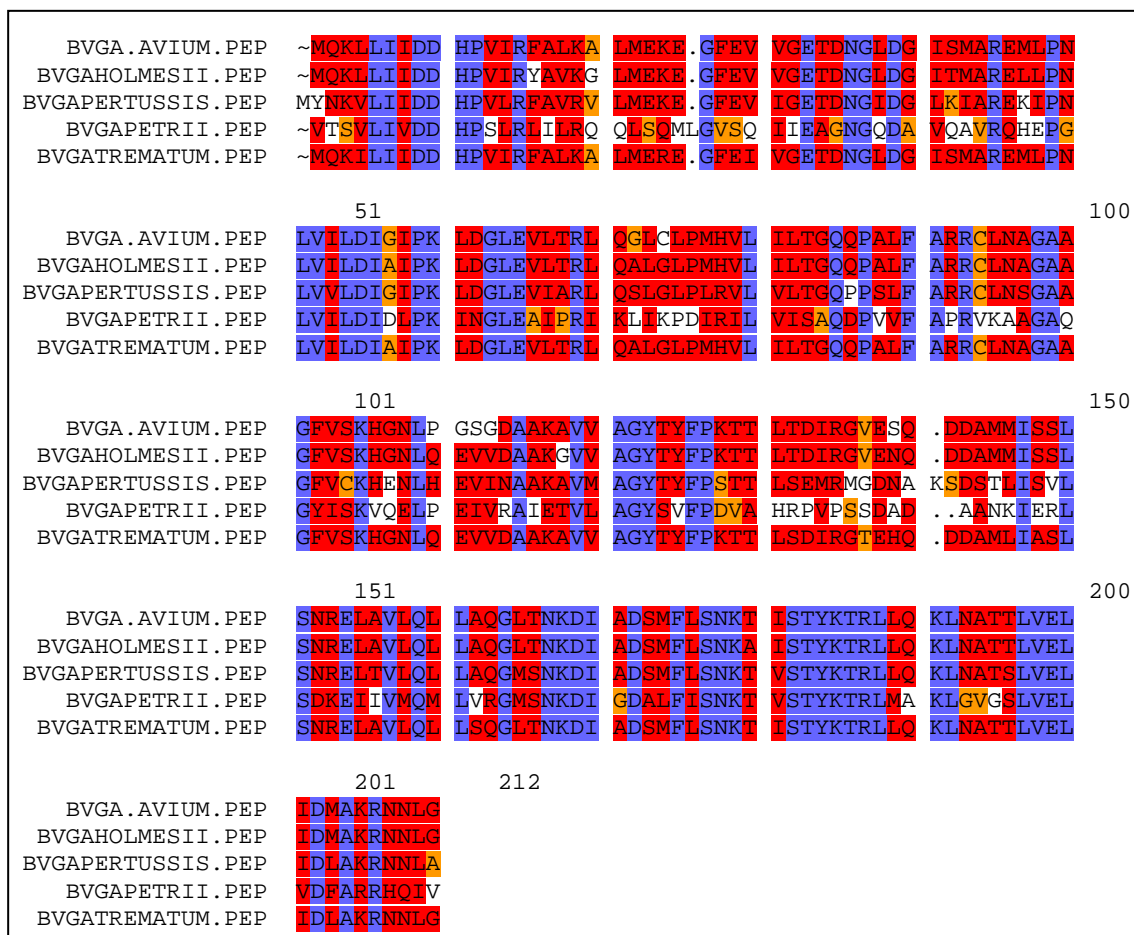 BVGA.AVIUM.PEP ~MQKLLIIDD HPVIRFALKA LMEKE.GFEV VGETDNGLDG ISMAREMLPN
BVGAHOLMESII.PEP ~MQKLLIIDD HPVIRYAVKG LMEKE.GFEV VGETDNGLDG ITMARELLPN
BVGAPERTUSSIS.PEP MYNKVLIIDD HPVLRFAVRV LMEKE.GFEV IGETDNGIDG LKIAREKIPN
BVGAPETRII.PEP ~VTSVLIVDD HPSLRLILRQ QLSQMLGVSQ IIEAGNGQDA VQAVRQHEPG
BVGATREMATUM.PEP ~MQKILIIDD HPVIRFALKA LMERE.GFEI VGETDNGLDG ISMAREMLPN
51 100
BVGA.AVIUM.PEP LVILDIGIPK LDGLEVLTRL QGLCLPMHVL ILTGQQPALF ARRCLNAGAA
BVGAHOLMESII.PEP LVILDIAIPK LDGLEVLTRL QALGLPMHVL ILTGQQPALF ARRCLNAGAA
BVGAPERTUSSIS.PEP LVVLDIGIPK LDGLEVIARL QSLGLPLRVL VLTGQPPSLF ARRCLNSGAA
BVGAPETRII.PEP LVILDIDLPK INGLEAIPRI KLIKPDIRIL VISAQDPVVF APRVKAAGAQ
BVGATREMATUM.PEP LVILDIAIPK LDGLEVLTRL QALGLPMHVL ILTGQQPALF ARRCLNAGAA
101 150
BVGA.AVIUM.PEP GFVSKHGNLP GSGDAAKAVV AGYTYFPKTT LTDIRGVESQ .DDAMMISSL
BVGAHOLMESII.PEP GFVSKHGNLQ EVVDAAKGVV AGYTYFPKTT LTDIRGVENQ .DDAMMISSL
BVGAPERTUSSIS.PEP GFVCKHENLH EVINAAKAVM AGYTYFPSTT LSEMRMGDNA KSDSTLISVL
BVGAPETRII.PEP GYISKVQELP EIVRAIETVL AGYSVFPDVA HRPVPSSDAD ..AANKIERL
BVGATREMATUM.PEP GFVSKHGNLQ EVVDAAKAVV AGYTYFPKTT LSDIRGTEHQ .DDAMLIASL
151 200
BVGA.AVIUM.PEP SNRELAVLQL LAQGLTNKDI ADSMFLSNKT ISTYKTRLLQ KLNATTLVEL
BVGAHOLMESII.PEP SNRELAVLQL LAQGLTNKDI ADSMFLSNKA ISTYKTRLLQ KLNATTLVEL
BVGAPERTUSSIS.PEP SNRELTVLQL LAQGMSNKDI ADSMFLSNKT VSTYKTRLLQ KLNATSLVEL
BVGAPETRII.PEP SDKEIIVMQM LVRGMSNKDI GDALFISNKT VSTYKTRLMA KLGVGSLVEL
BVGATREMATUM.PEP SNRELAVLQL LSQGLTNKDI ADSMFLSNKT ISTYKTRLLQ KLNATTLVEL
201 212
BVGA.AVIUM.PEP IDMAKRNNLG
BVGAHOLMESII.PEP IDMAKRNNLG
BVGAPERTUSSIS.PEP IDLAKRNNLA
BVGAPETRII.PEP VDFARRHQIV
BVGATREMATUM.PEP IDLAKRNNLG